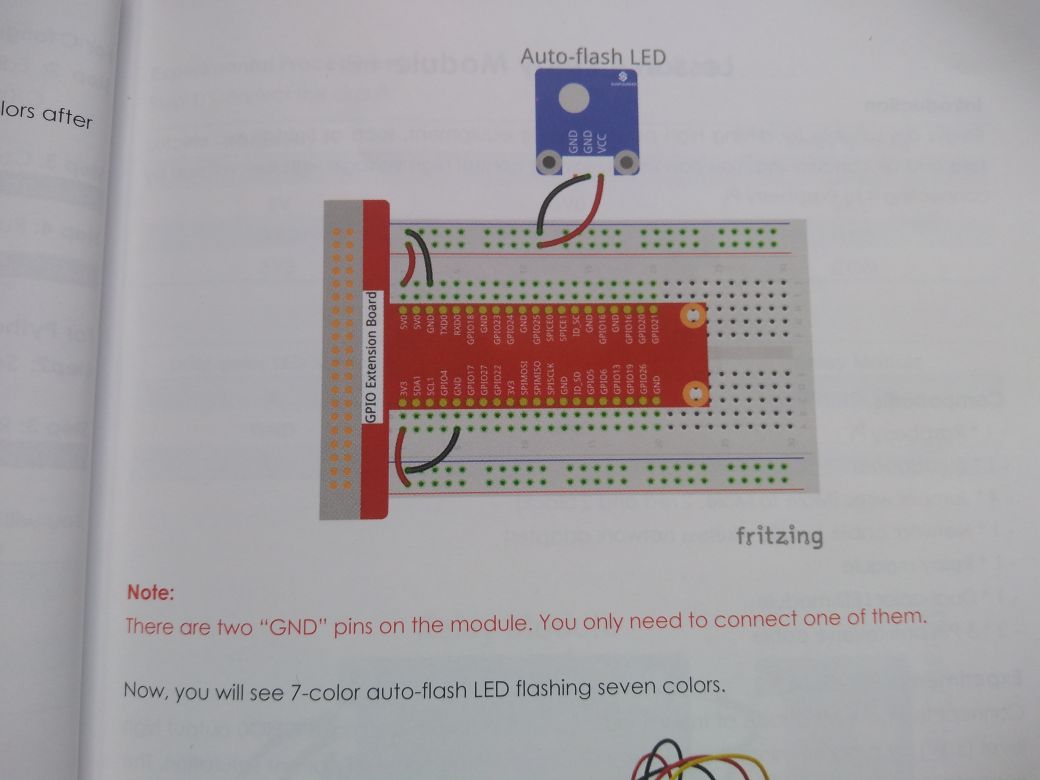 lors after
Auto-flash LED
GND
GND
VCC
GPIO Extension Board
5V0
5V0
GND
TXD0
RXD0
GPIO18
GND
GPIO23
GPIO24
GND
GPIO25
SPICE0
SPICE1
ID_SC
GND
GND
GPIO16
GPIO20
GPIO21
3V3
SDA1
SCL1
GPIO4
GND
GPIO17
GPIO27
GPIO22
3V3
SPIMOSI
SPIMISO
SPISCLK
GND
ID_SD
GPIO5
GPIO6
GPIO13
GPIO19
GPIO26
GND
fritzing
Note:
There are two “GND” pins on the module. You only need to connect one of them.
Now, you will see 7-color auto-flash LED flashing seven colors.